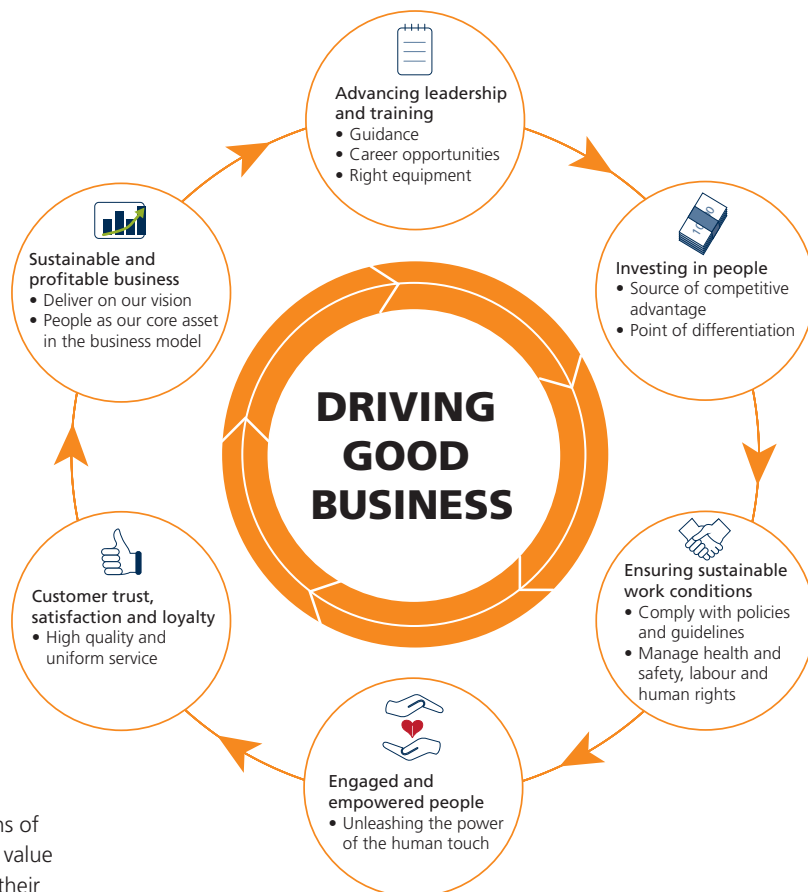 Advancing leadership
and training
• Guidance
• Career opportunities
• Right equipment
Investing in people
• Source of competitive
advantage
• Point of differentiation
Ensuring sustainable
work conditions
• Comply with policies
and guidelines
• Manage health and
safety, labour and
human rights
Engaged and
empowered people
• Unleashing the power
of the human touch
Customer trust,
satisfaction and loyalty
• High quality and
uniform service
Sustainable and
profitable business
• Deliver on our vision
• People as our core asset
in the business model
DRIVING
GOOD
BUSINESS
of
value
their